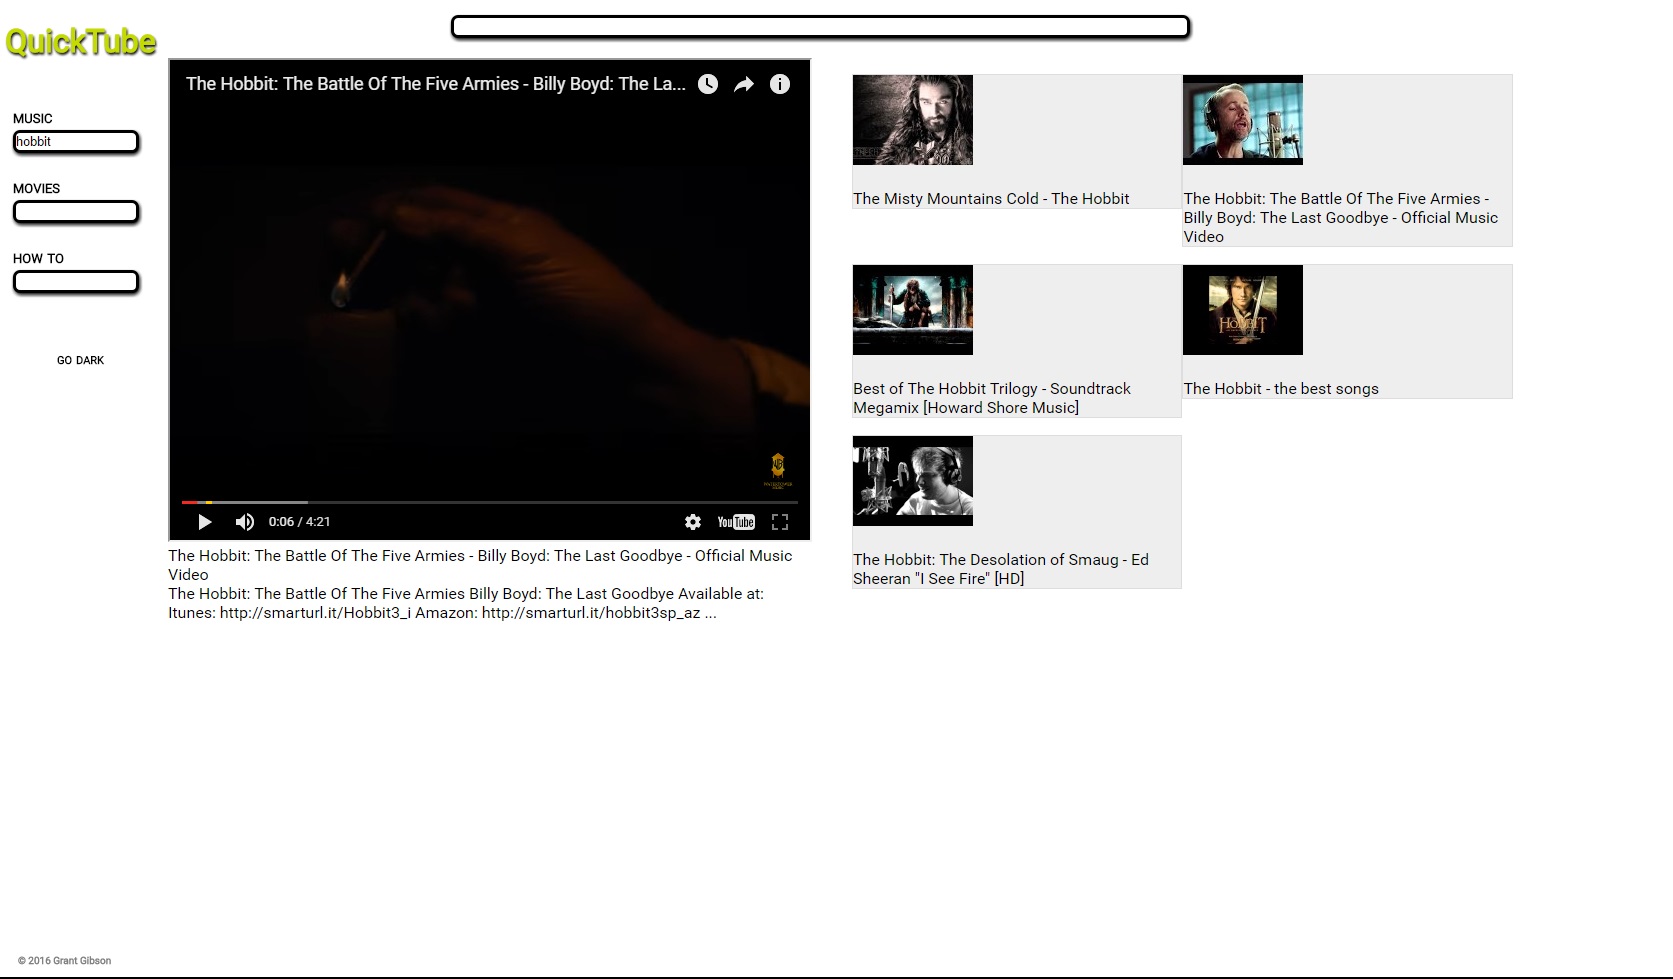 QuickTube
MUSIC
hobbit
MOVIES
HOW TO
GO DARK
The Hobbit: The Battle Of The Five Armies - Billy Boyd: The La...
0:06 / 4:21
YouTube
The Hobbit: The Battle Of The Five Armies - Billy Boyd: The Last Goodbye - Official Music
Video
The Hobbit: The Battle Of The Five Armies Billy Boyd: The Last Goodbye Available at:
Itunes: http://smarturl.it/Hobbit3_i Amazon: http://smarturl.it/hobbit3sp_az ...
The Misty Mountains Cold - The Hobbit
The Hobbit: The Battle Of The Five Armies -
Billy Boyd: The Last Goodbye - Official Music
Video
Best of The Hobbit Trilogy - Soundtrack
Megamix [Howard Shore Music]
HOBBIT
The Hobbit - the best songs
The Hobbit: The Desolation of Smaug - Ed
Sheeran "I See Fire" [HD]
© 2016 Grant Gibson